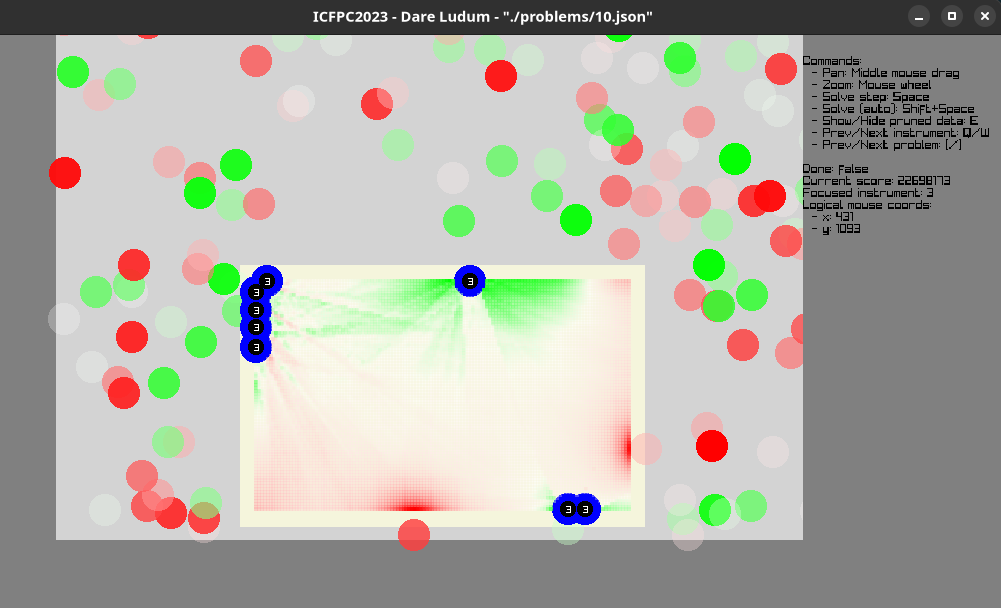 ICFPC2023 - Dare Ludum - "./problems/10.json"
Commands:
- Pan: Middle mouse drag
- Zoom: Mouse wheel
- Solve step: Space
- Solve (auto): Shift+Space
- Show/Hide pruned data: E
- Prev/Next instrument: Q/W
- Prev/Next problem: [/]
Done: False
Current score: 22698173
Focused instrument: 3
Logical mouse coords:
- x: 431
- y: 1093
3
3
3
3
3
3
3 3